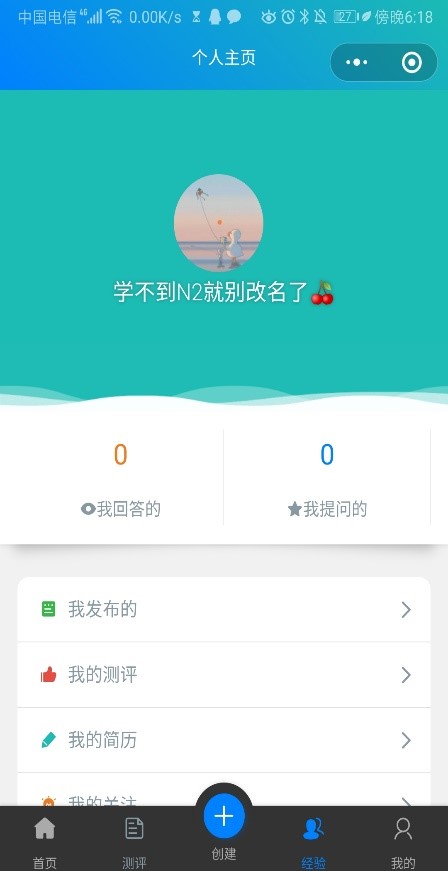 中国电信 4G 0.00K/s 27 傍晚6:18
个人主页
学不到N2就别改名了🍒
0 0
我回答的 我提问的
我发布的
我的测评
我的简历
我的关注
首页 测评 创建 经验 我的